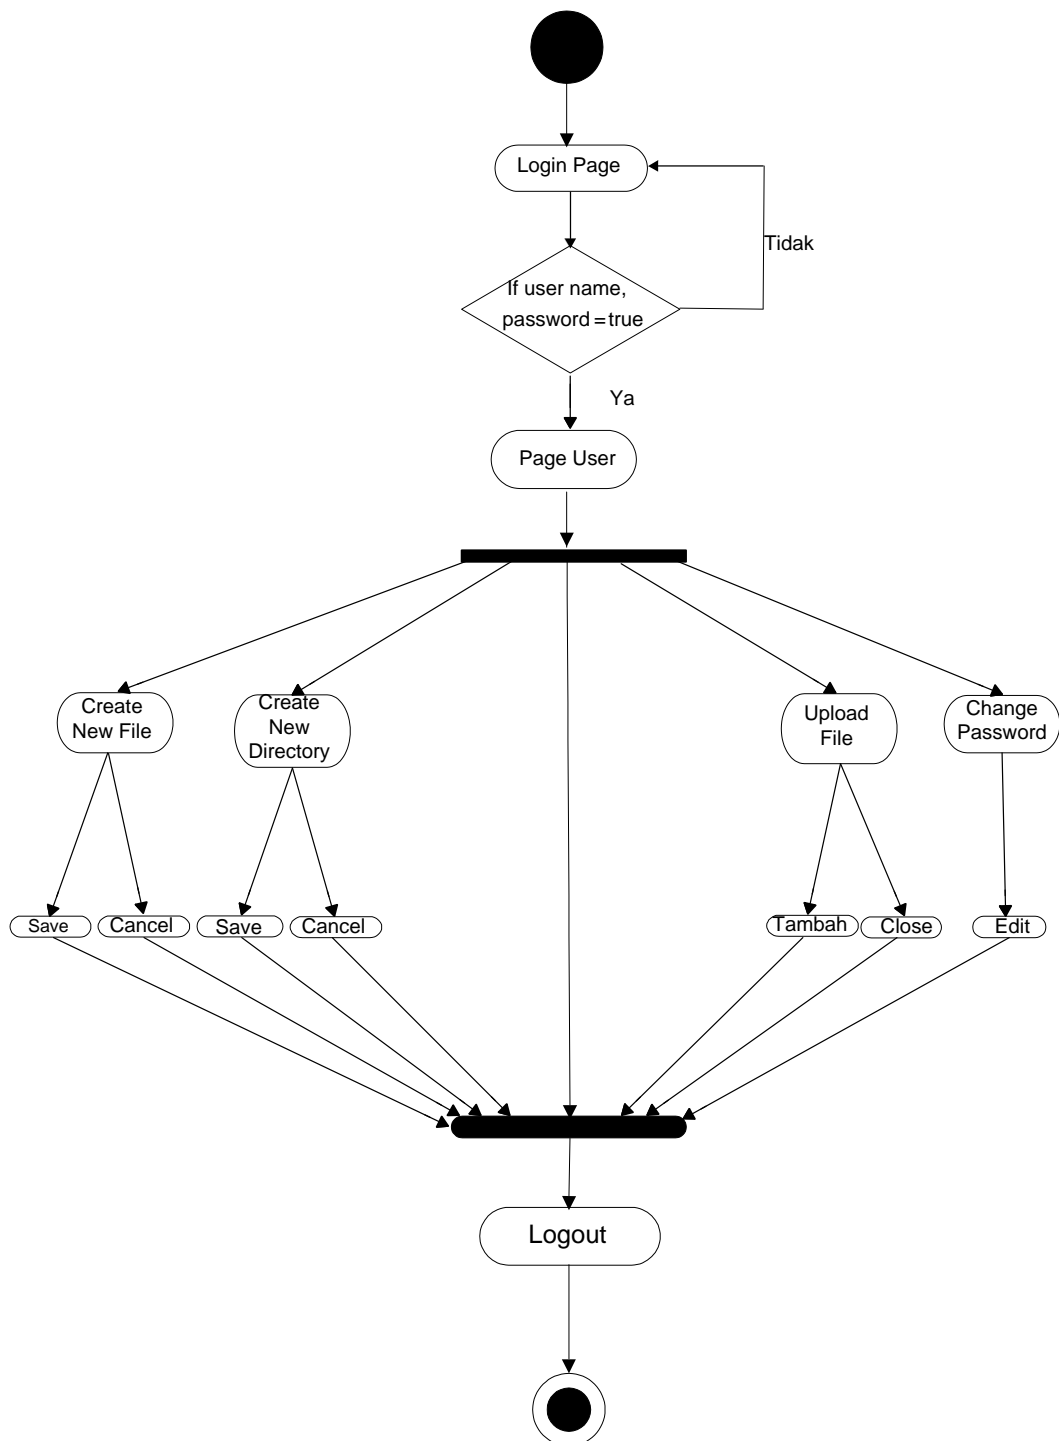 Login Page
Tidak
If user name,
password = true
Ya
Page User
Create
New File
Create
New
Directory
Upload
File
Change
Password
Save
Cancel
Save
Cancel
Tambah
Close
Edit
Logout